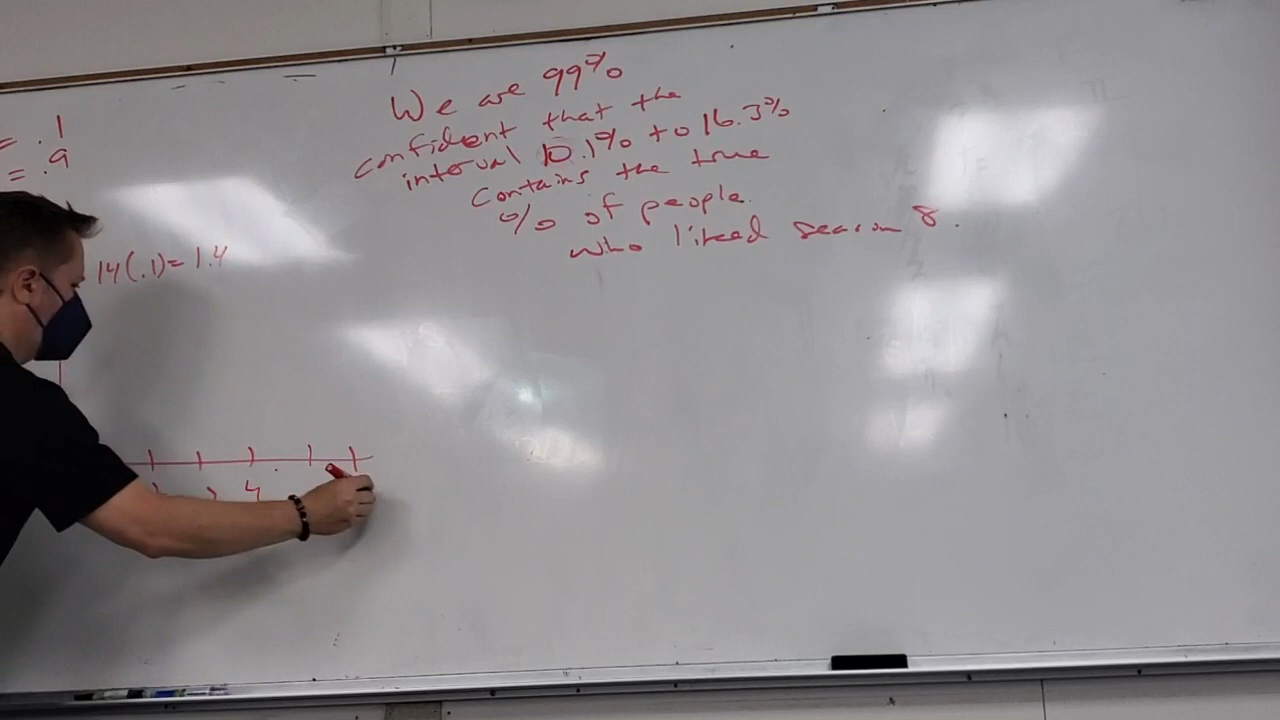 = .1
= .9
14(.1) = 1.4
We are 99%
confident that the
interval 10.1% to 16.3%
contains the true
% of people
who liked season 8.
4